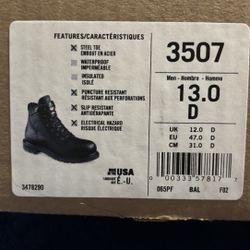 FEATURES/CARACTÉRISTIQUES
STEEL TOE
EMBOUT EN ACIER
WATERPROOF
IMPERMÉABLE
INSULATED
ISOLÉ
PUNCTURE RESISTANT
RÉSISTANT AUX PERFORATIONS
SLIP RESISTANT
ANTIDÉRAPANTE
ELECTRICAL HAZARD
RISQUE ÉLECTRIQUE
3507
Men - Hombre - Homme
13.0
D
UK 12.0 D
EU 47.0 D
CM 31.0 D
USA
É.-U.
3478290
0 00333 57817 7
065PF BAL F02